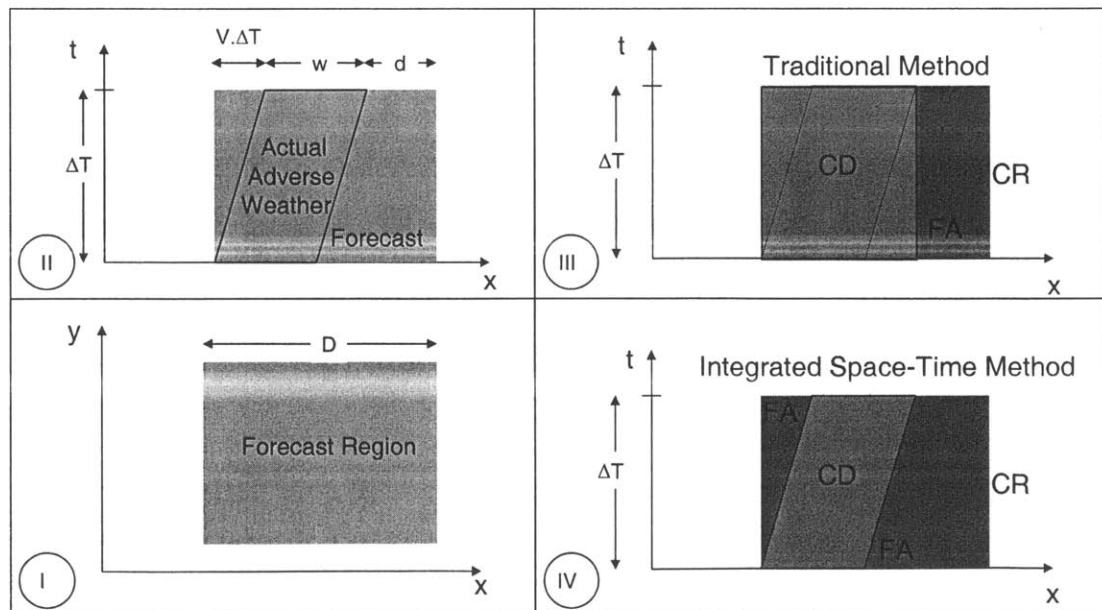 V.ΔT
t
w
d
ΔT
Actual
Adverse
Weather
Forecast
II
x
Traditional Method
t
ΔT
CD
CR
FA
III
x
y
D
Forecast Region
I
x
t
Integrated Space-Time Method
FA
ΔT
CD
CR
FA
IV
x